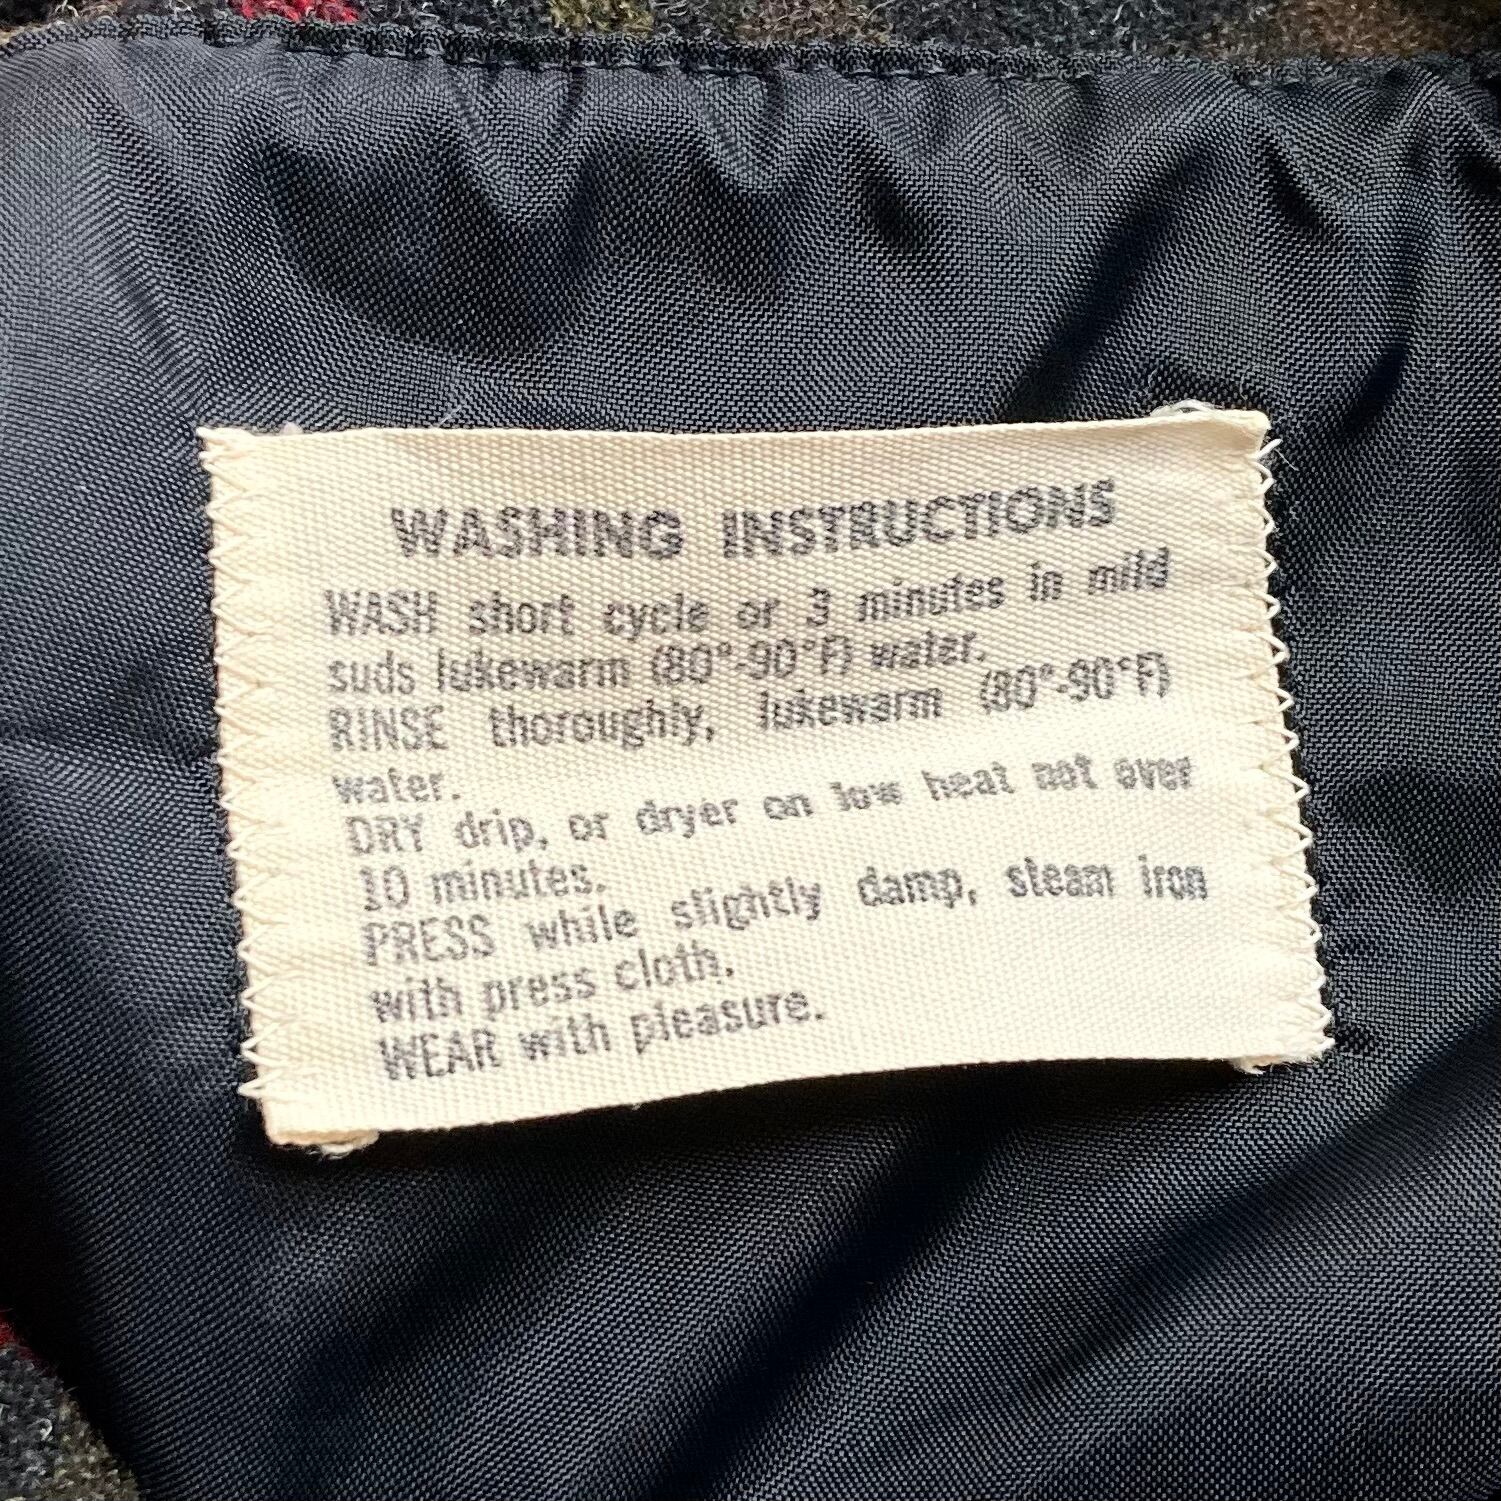 WASHING INSTRUCTIONS
WASH short cycle or 3 minutes in mild
suds lukewarm (80°-90°F) water.
RINSE thoroughly, lukewarm (80°-90°F)
water.
DRY drip, or dryer on low heat not over
10 minutes.
PRESS while slightly damp, steam iron
with press cloth.
WEAR with pleasure.